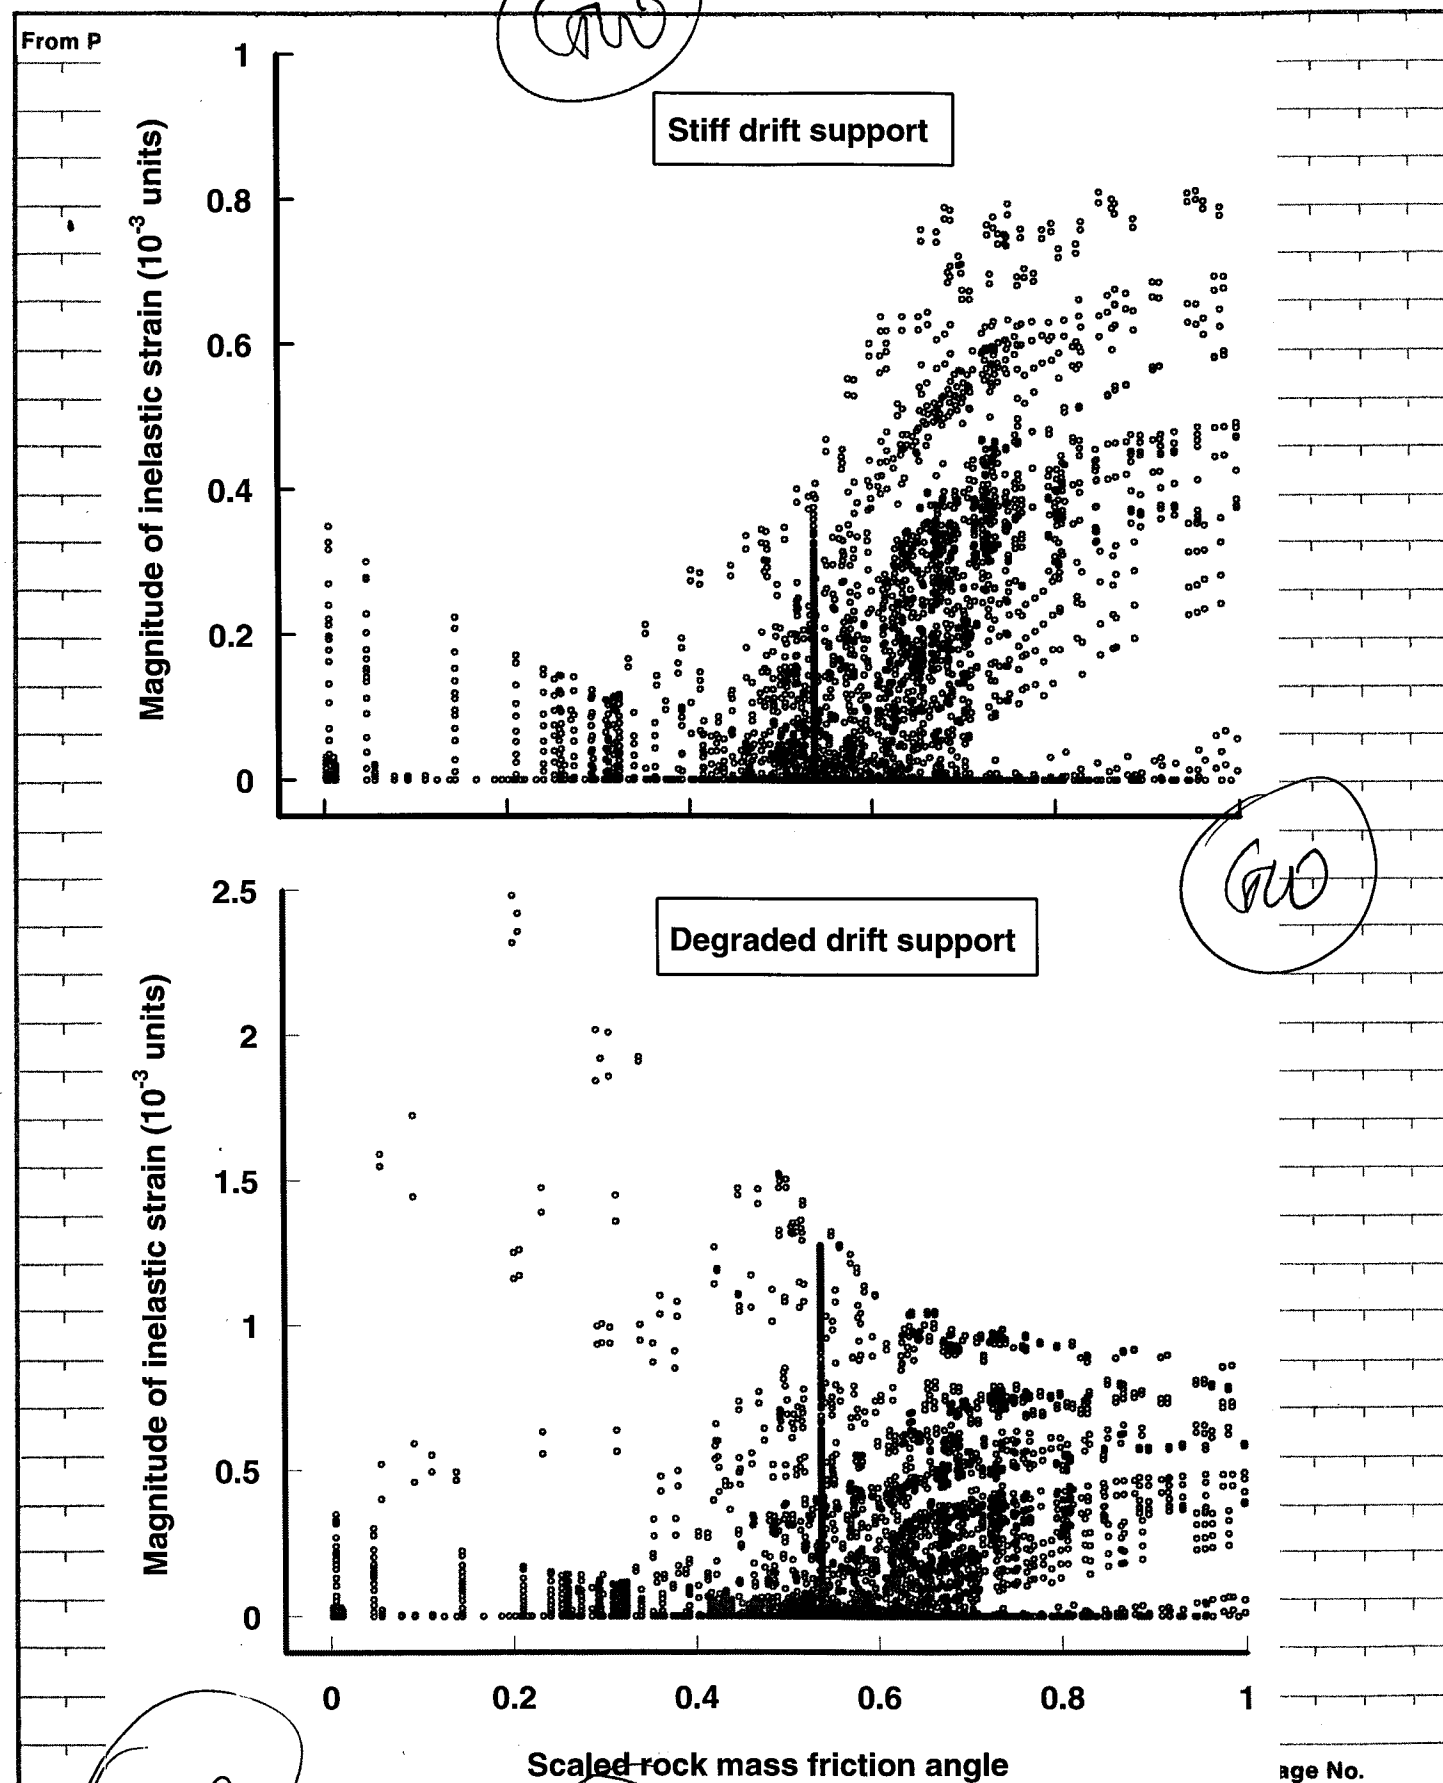 From P
GW
1
Stiff drift support
0.8
0.6
0.4
0.2
0
Magnitude of inelastic strain (10-3 units)
GW
2.5
Degraded drift support
2
1.5
1
0.5
0
Magnitude of inelastic strain (10-3 units)
0 0.2 0.4 0.6 0.8 1
Scaled rock mass friction angle
age No.